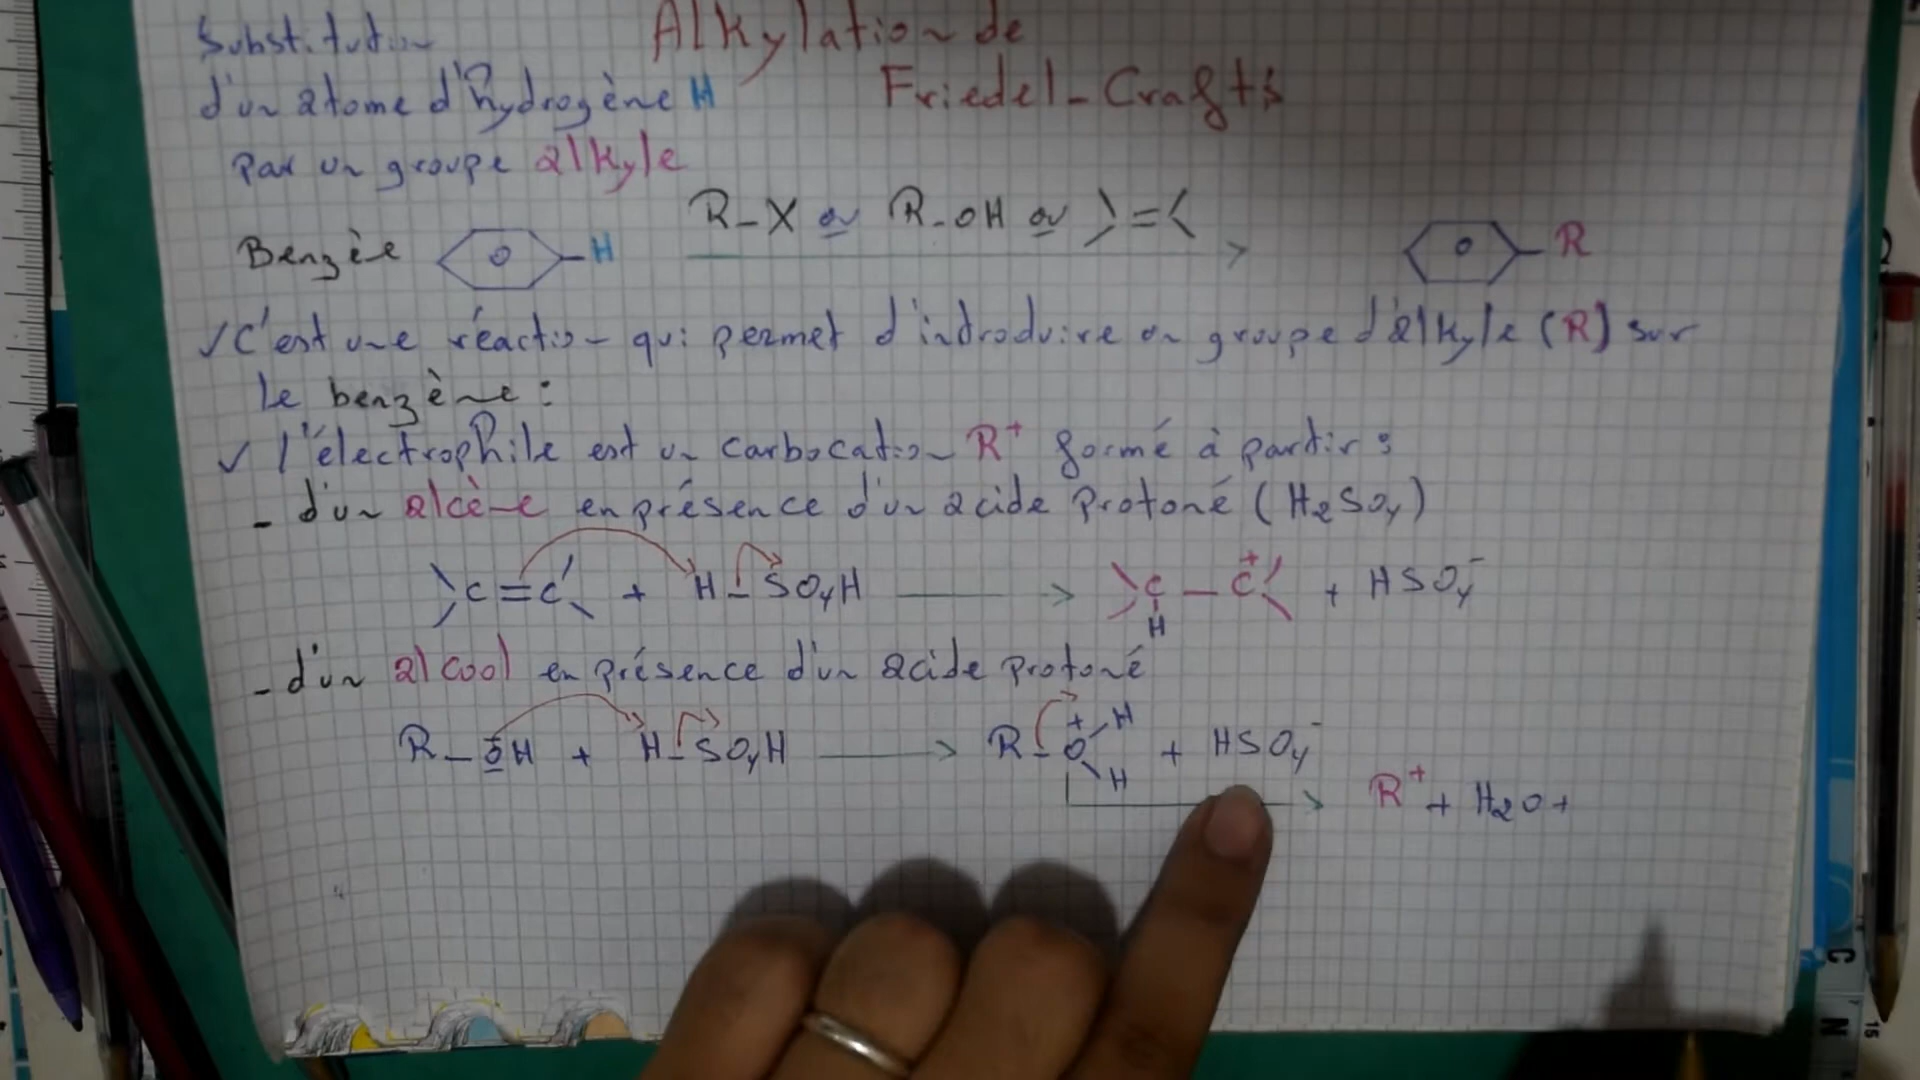 Alkylation de
Friedel-Crafts
Substitution
d'un atome d'hydrogène H
par un groupe alkyle
R-X ou R-OH ou >=<
Benzène -H -R
✓ C'est une réaction qui permet d'introduire un groupe d'alkyle (R) sur
le benzène :
✓ l'électrophile est un carbocation R⁺ formé à partir :
- d'un alcène en présence d'un acide protoné (H₂SO₄)
>C=C< + H-SO₄H → >C-C⁺< + HSO₄⁻
H
- d'un alcool en présence d'un acide protoné
R-OH + H-SO₄H → R-O⁺ H + HSO₄⁻
H
→ R⁺ + H₂O +
C
N
15